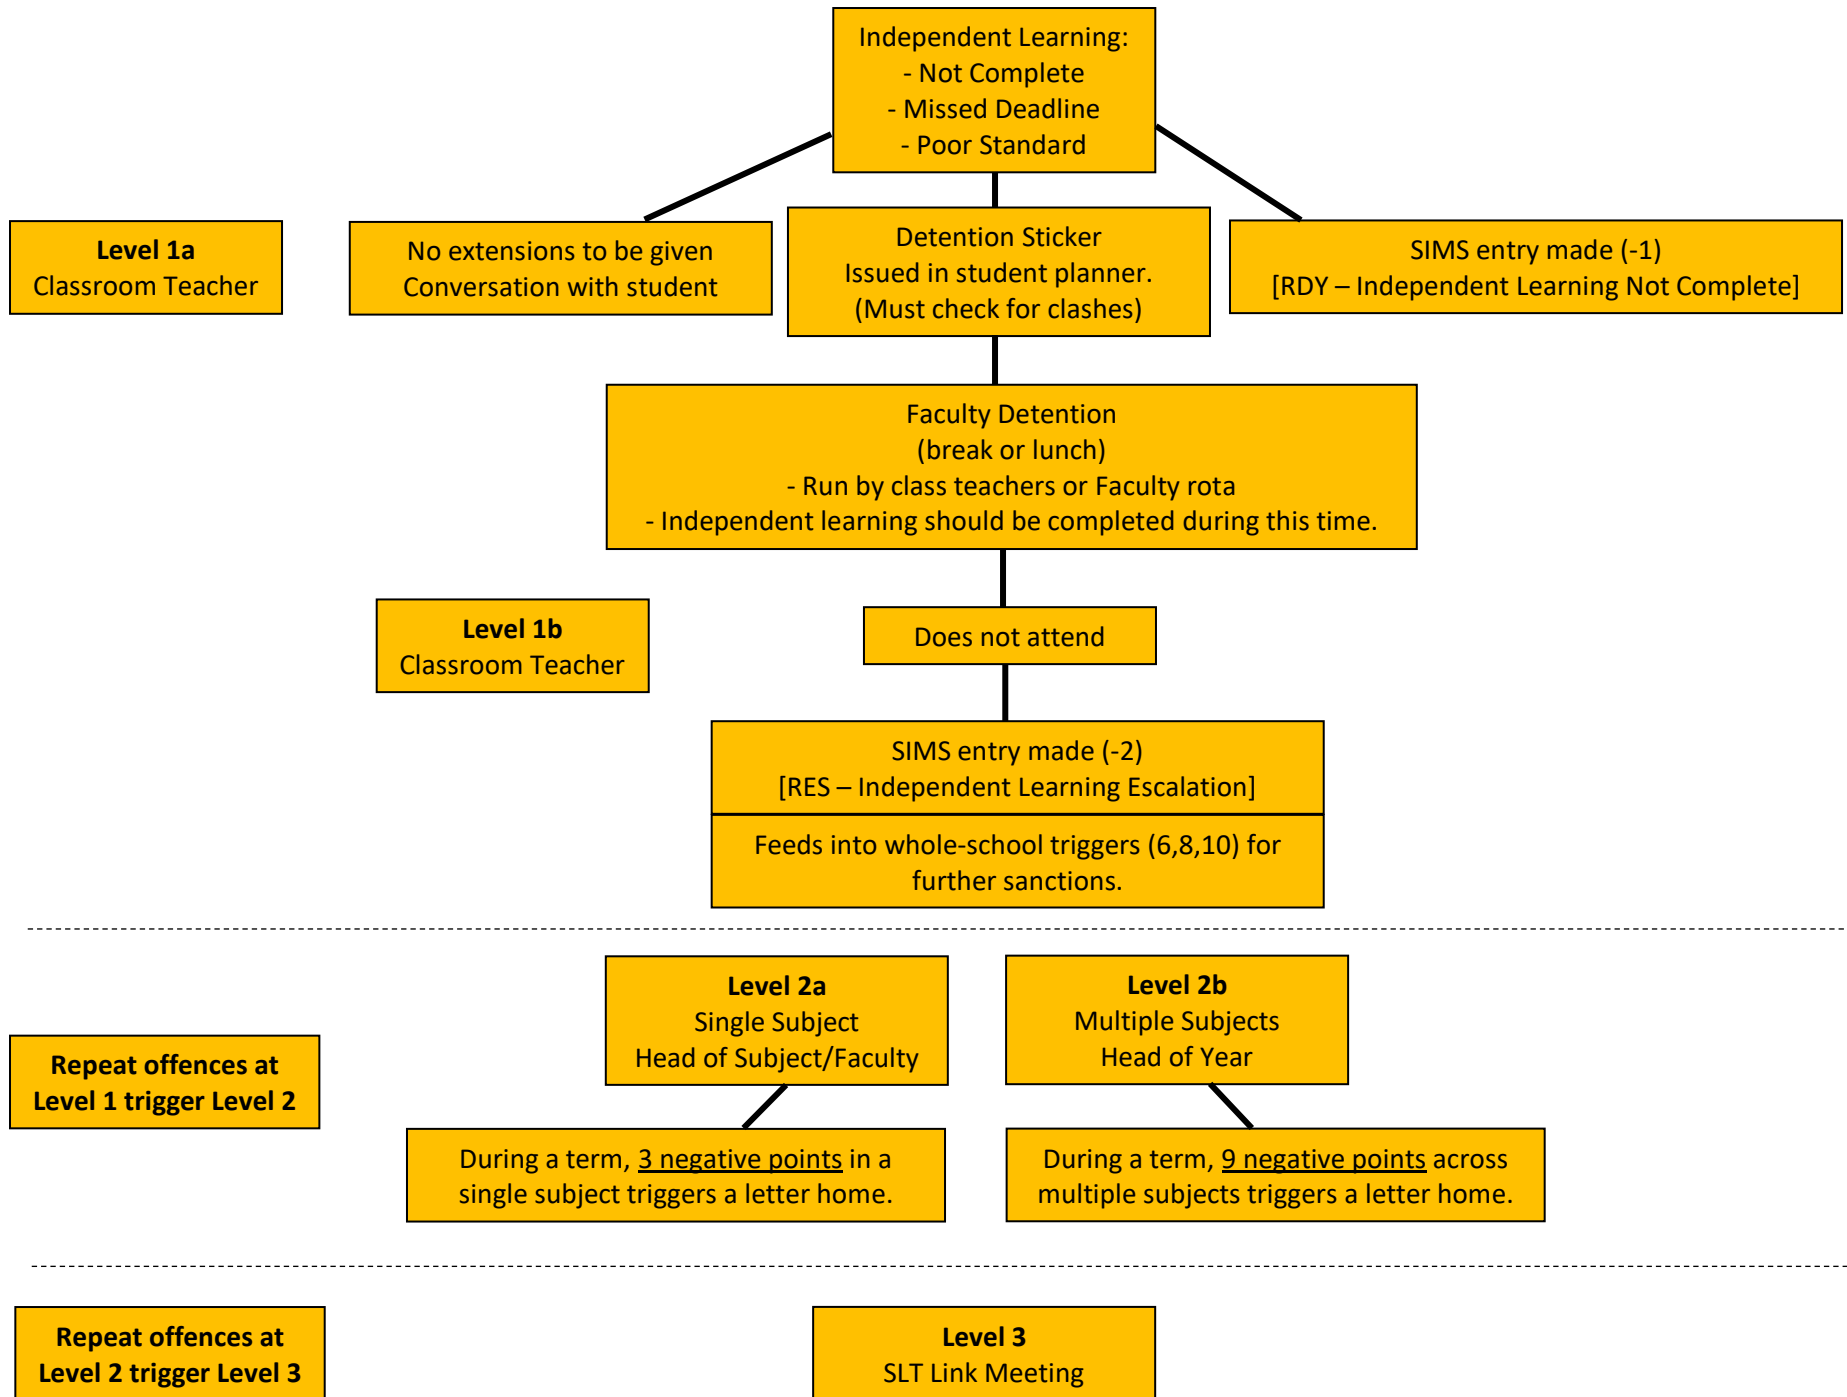 Independent Learning:
- Not Complete
- Missed Deadline
- Poor Standard
Level 1a
Classroom Teacher
No extensions to be given
Conversation with student
Detention Sticker
Issued in student planner.
(Must check for clashes)
SIMS entry made (-1)
[RDY – Independent Learning Not Complete]
Faculty Detention
(break or lunch)
- Run by class teachers or Faculty rota
- Independent learning should be completed during this time.
Level 1b
Classroom Teacher
Does not attend
SIMS entry made (-2)
[RES – Independent Learning Escalation]
Feeds into whole-school triggers (6,8,10) for
further sanctions.
Repeat offences at
Level 1 trigger Level 2
Level 2a
Single Subject
Head of Subject/Faculty
Level 2b
Multiple Subjects
Head of Year
During a term, 3 negative points in a
single subject triggers a letter home.
During a term, 9 negative points across
multiple subjects triggers a letter home.
Repeat offences at
Level 2 trigger Level 3
Level 3
SLT Link Meeting